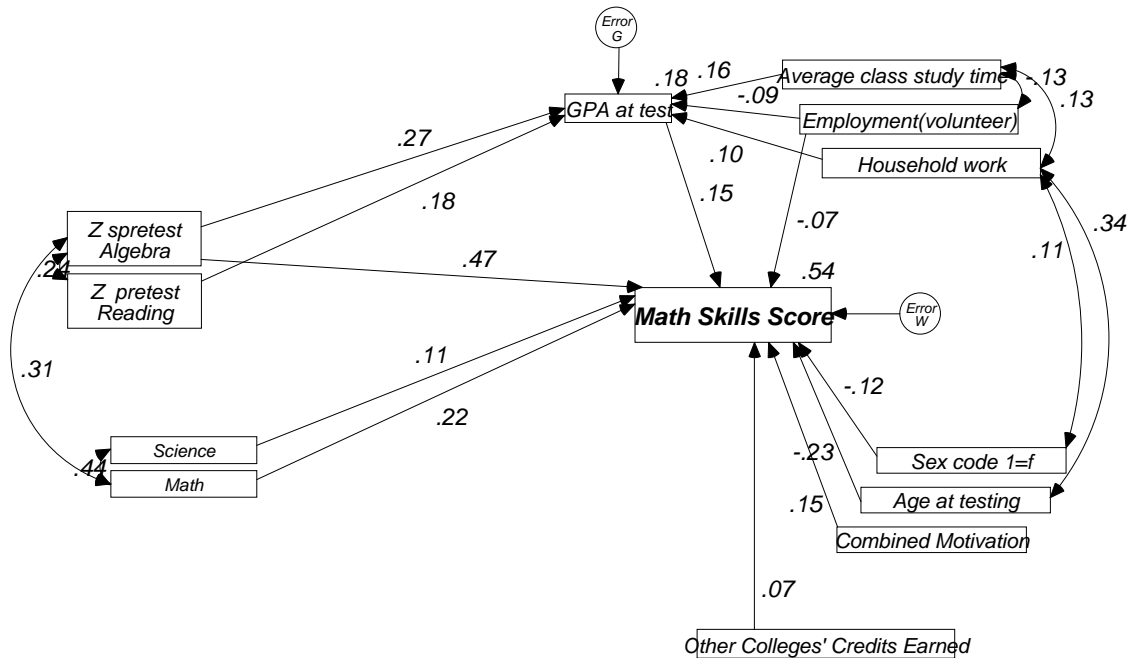 Error
G
.18
.16
Average class study time
-.13
-.09
.13
GPA at test
Employment(volunteer)
.27
.10
Household work
.18
.15
-.07
.34
Z spretest
Algebra
.11
.24
.47
.54
Z pretest
Reading
Math Skills Score
Error
W
.31
.11
-.12
.22
Science
-.23
Sex code 1=f
.44
Math
.15
Age at testing
Combined Motivation
.07
Other Colleges' Credits Earned